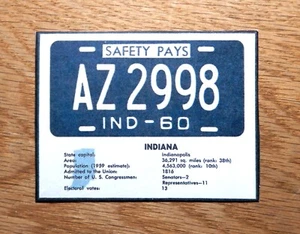 SAFETY PAYS
AZ 2998
IND-60
INDIANA
State capital: Indianapolis
Area: 36,291 sq. miles (rank: 38th)
Population (1959 estimate): 4,563,000 (rank: 10th)
Admitted to the Union: 1816
Number of U. S. Congressmen: Senators—2
Representatives—11
Electoral votes: 13